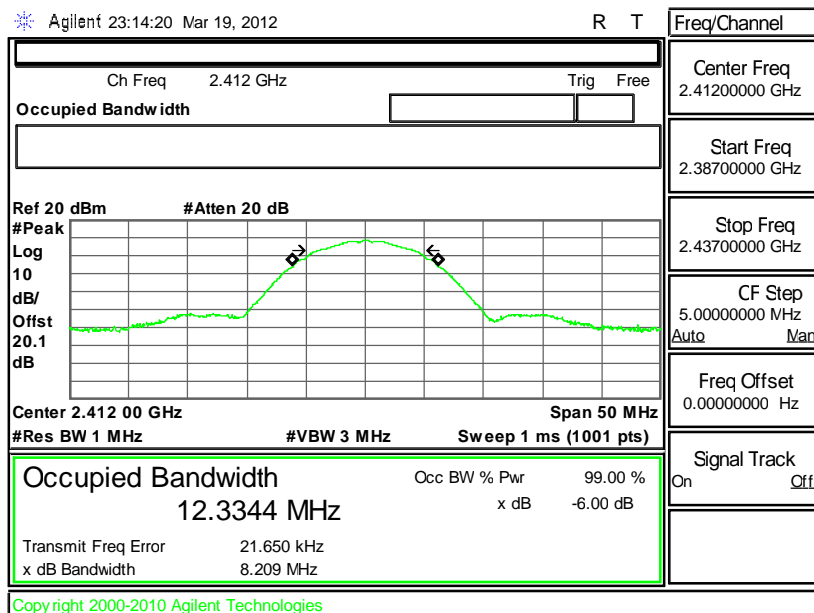 Agilent 23:14:20 Mar 19, 2012 R T
Freq/Channel
Ch Freq 2.412 GHz Trig Free
Occupied Bandwidth
Center Freq
2.41200000 GHz
Start Freq
2.38700000 GHz
Stop Freq
2.43700000 GHz
CF Step
5.00000000 MHz
Auto Man
Freq Offset
0.00000000 Hz
Signal Track
On Off
Ref 20 dBm #Atten 20 dB
#Peak
Log
10
dB/
Offst
20.1
dB
Center 2.412 00 GHz Span 50 MHz
#Res BW 1 MHz #VBW 3 MHz Sweep 1 ms (1001 pts)
Occupied Bandwidth Occ BW % Pwr 99.00 %
12.3344 MHz x dB -6.00 dB
Transmit Freq Error 21.650 kHz
x dB Bandwidth 8.209 MHz
Copyright 2000-2010 Agilent Technologies